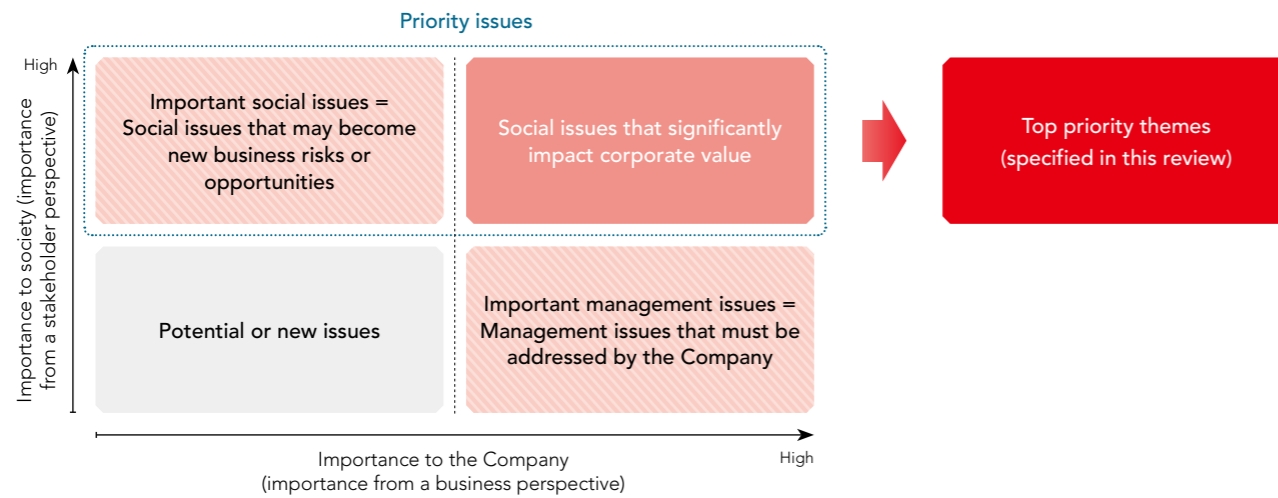 Priority issues
High
Importance to society (importance
from a stakeholder perspective)
Important social issues =
Social issues that may become
new business risks or
opportunities
Social issues that significantly
impact corporate value
Top priority themes
(specified in this review)
Potential or new issues
Important management issues =
Management issues that must be
addressed by the Company
Importance to the Company
(importance from a business perspective)
High